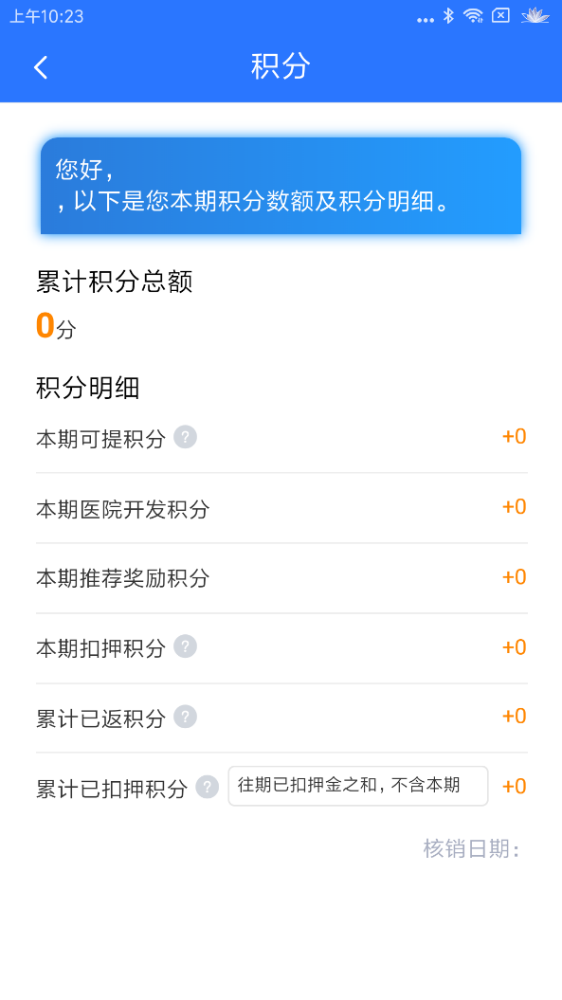 上午10:23
积分
您好，
，以下是您本期积分数额及积分明细。
累计积分总额
0分
积分明细
本期可提积分 ? +0
本期医院开发积分 +0
本期推荐奖励积分 +0
本期扣押积分 ? +0
累计已返积分 ? +0
累计已扣押积分 ? 往期已扣押金之和，不含本期 +0
核销日期：